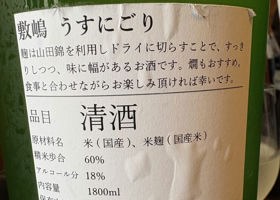 敷嶋 うすにごり
麹は山田錦を利用しドライに切らすことで、すっき
りしつつ、味に幅があるお酒です。燗もおすすめ。
食事と合わせながらお楽しみ頂ければ幸いです。
品目 清酒
原材料名 米(国産)、米麹(国産米)
精米歩合 60%
アルコール分 18%
内容量 1800ml